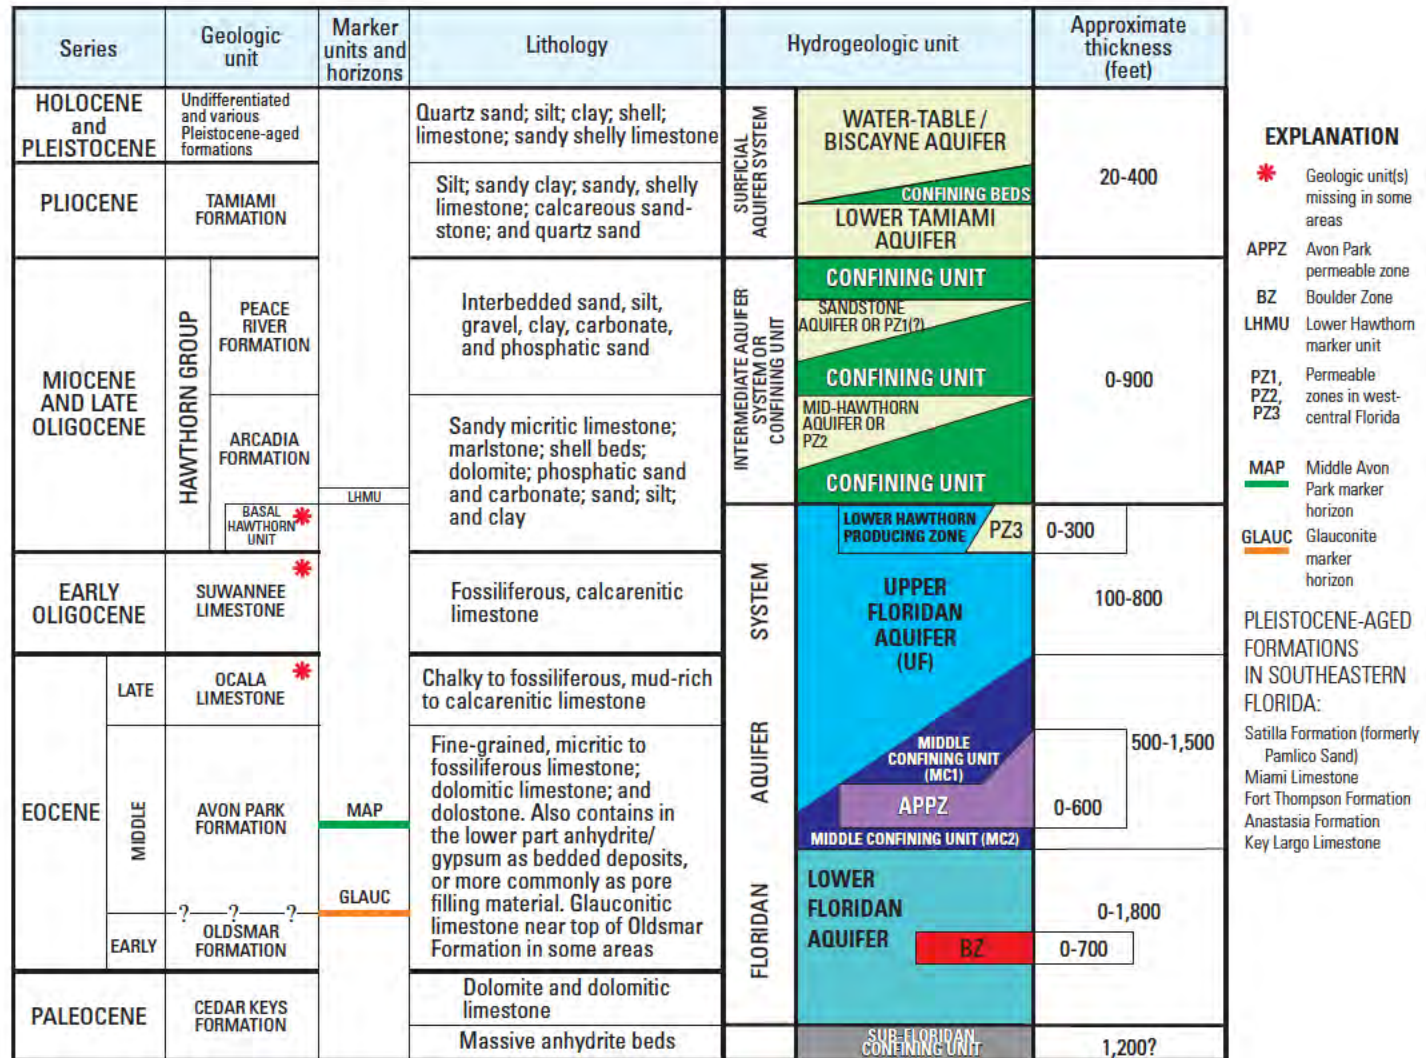 Series
Geologic
unit
Marker
units and
horizons
Lithology
Hydrogeologic unit
Approximate
thickness
(feet)
HOLOCENE
and
PLEISTOCENE
Undifferentiated
and various
Pleistocene-aged
formations
Quartz sand; silt; clay; shell;
limestone; sandy shelly limestone
SURFICIAL
AQUIFER SYSTEM
WATER-TABLE /
BISCAYNE AQUIFER
CONFINING BEDS
LOWER TAMIAMI
AQUIFER
20-400
PLIOCENE
TAMIAMI
FORMATION
Silt; sandy clay; sandy, shelly
limestone; calcareous sand-
stone; and quartz sand
MIOCENE
AND LATE
OLIGOCENE
HAWTHORN GROUP
PEACE
RIVER
FORMATION
Interbedded sand, silt,
gravel, clay, carbonate,
and phosphatic sand
INTERMEDIATE AQUIFER
SYSTEM OR
CONFINING UNIT
CONFINING UNIT
SANDSTONE
AQUIFER OR PZ1(?)
CONFINING UNIT
MID-HAWTHORN
AQUIFER OR
PZ2
CONFINING UNIT
0-900
ARCADIA
FORMATION
LHMU
Sandy micritic limestone;
marlstone; shell beds;
dolomite; phosphatic sand
and carbonate; sand; silt;
and clay
BASAL
HAWTHORN
UNIT
FLORIDAN AQUIFER SYSTEM
LOWER HAWTHORN
PRODUCING ZONE
PZ3
0-300
EARLY
OLIGOCENE
SUWANNEE
LIMESTONE
Fossiliferous, calcarenitic
limestone
UPPER
FLORIDAN
AQUIFER
(UF)
100-800
EOCENE
LATE
OCALA
LIMESTONE
Chalky to fossiliferous, mud-rich
to calcarenitic limestone
MIDDLE
AVON PARK
FORMATION
MAP
GLAUC
Fine-grained, micritic to
fossiliferous limestone;
dolomitic limestone; and
dolostone. Also contains in
the lower part anhydrite/
gypsum as bedded deposits,
or more commonly as pore
filling material. Glauconitic
limestone near top of Oldsmar
Formation in some areas
MIDDLE
CONFINING UNIT
(MC1)
500-1,500
APPZ
0-600
MIDDLE CONFINING UNIT (MC2)
? ? ?
EARLY
OLDSMAR
FORMATION
LOWER
FLORIDAN
AQUIFER
0-1,800
BZ
0-700
PALEOCENE
CEDAR KEYS
FORMATION
Dolomite and dolomitic
limestone
Massive anhydrite beds
SUB-FLORIDAN
CONFINING UNIT
1,200?
EXPLANATION
Geologic unit(s)
missing in some
areas
APPZ Avon Park
permeable zone
BZ Boulder Zone
LHMU Lower Hawthorn
marker unit
PZ1, Permeable
PZ2, zones in west-
PZ3 central Florida
MAP Middle Avon
Park marker
horizon
GLAUC Glauconite
marker
horizon
PLEISTOCENE-AGED
FORMATIONS
IN SOUTHEASTERN
FLORIDA:
Satilla Formation (formerly
Pamlico Sand)
Miami Limestone
Fort Thompson Formation
Anastasia Formation
Key Largo Limestone